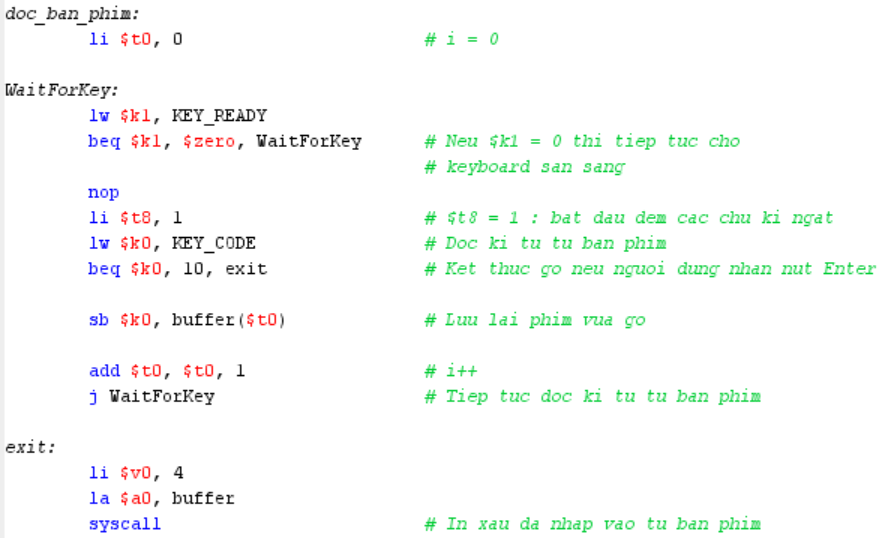 doc_ban_phim:
li $t0, 0 # i = 0
WaitForKey:
lw $k1, KEY_READY
beq $k1, $zero, WaitForKey # Neu $k1 = 0 thi tiep tuc cho
# keyboard san sang
nop
li $t8, 1 # $t8 = 1 : bat dau dem cac chu ki ngat
lw $k0, KEY_CODE # Doc ki tu tu ban phim
beq $k0, 10, exit # Ket thuc go neu nguoi dung nhan nut Enter
sb $k0, buffer($t0) # Luu lai phim vua go
add $t0, $t0, 1 # i++
j WaitForKey # Tiep tuc doc ki tu tu ban phim
exit:
li $v0, 4
la $a0, buffer
syscall # In xau da nhap vao tu ban phim